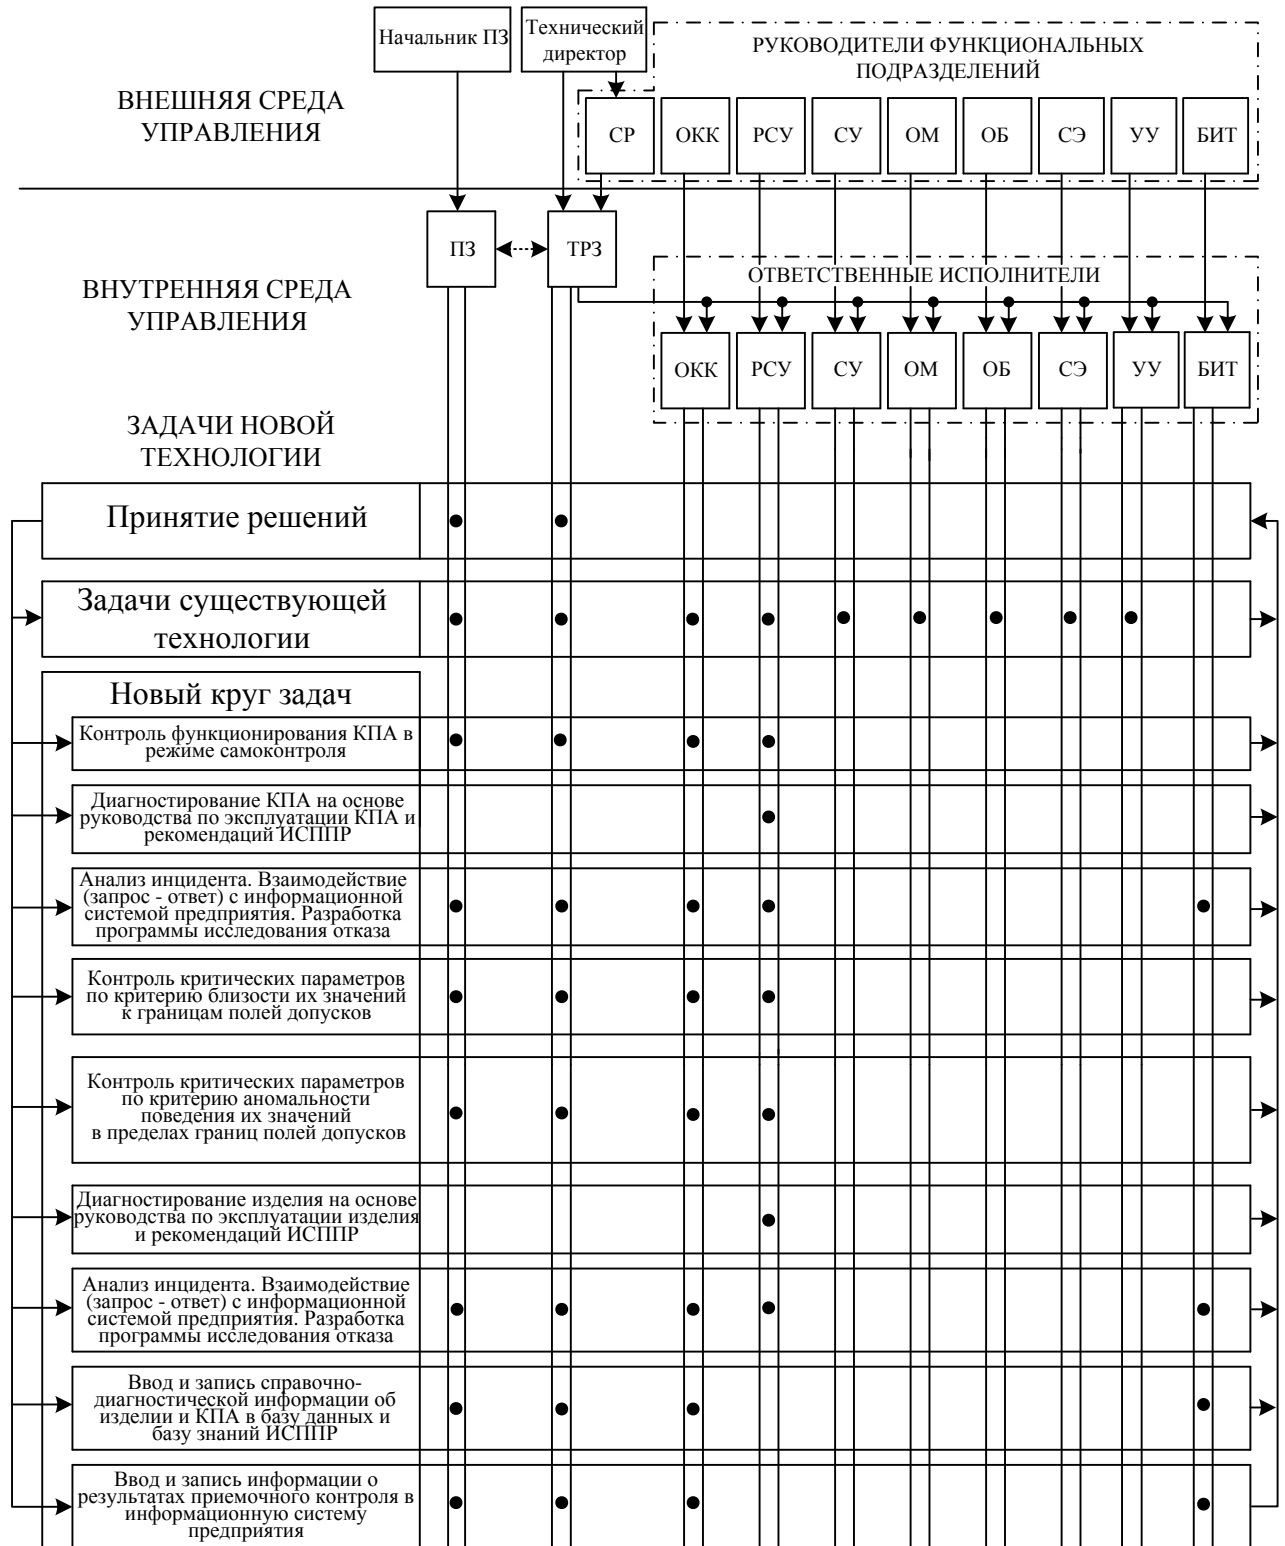 Начальник ПЗ
Технический
директор
РУКОВОДИТЕЛИ ФУНКЦИОНАЛЬНЫХ
ПОДРАЗДЕЛЕНИЙ
ВНЕШНЯЯ СРЕДА
УПРАВЛЕНИЯ
СР
ОКК
РСУ
СУ
ОМ
ОБ
СЭ
УУ
БИТ
ПЗ
ТРЗ
ВНУТРЕННЯЯ СРЕДА
УПРАВЛЕНИЯ
ОТВЕТСТВЕННЫЕ ИСПОЛНИТЕЛИ
ОКК
РСУ
СУ
ОМ
ОБ
СЭ
УУ
БИТ
ЗАДАЧИ НОВОЙ
ТЕХНОЛОГИИ
Принятие решений
Задачи существующей
технологии
Новый круг задач
Контроль функционирования КПА в
режиме самоконтроля
Диагностирование КПА на основе
руководства по эксплуатации КПА и
рекомендаций ИСППР
Анализ инцидента. Взаимодействие
(запрос - ответ) с информационной
системой предприятия. Разработка
программы исследования отказа
Контроль критических параметров
по критерию близости их значений
к границам полей допусков
Контроль критических параметров
по критерию аномальности
поведения их значений
в пределах границ полей допусков
Диагностирование изделия на основе
руководства по эксплуатации изделия
и рекомендаций ИСППР
Анализ инцидента. Взаимодействие
(запрос - ответ) с информационной
системой предприятия. Разработка
программы исследования отказа
Ввод и запись справочно-
диагностической информации об
изделии и КПА в базу данных и
базу знаний ИСППР
Ввод и запись информации о
результатах приемочного контроля в
информационную систему
предприятия